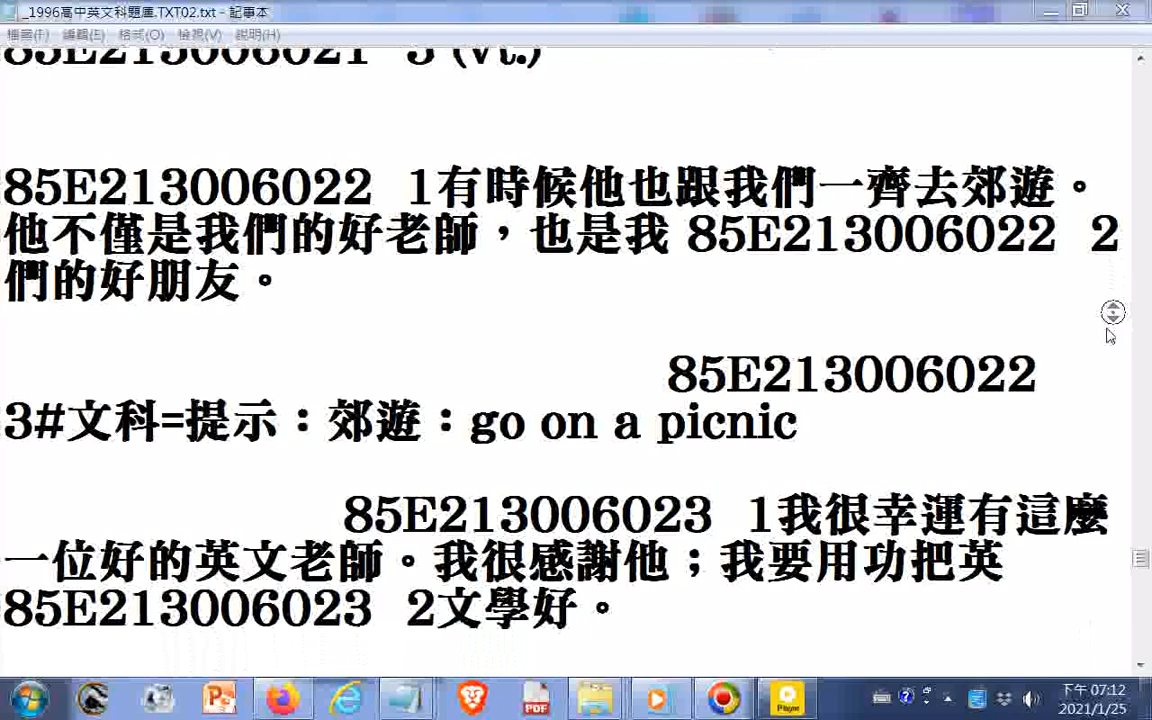 _1996高中英文科題庫.TXT02.txt - 記事本
檔案(F) 編輯(E) 格式(O) 檢視(V) 說明(H)
85E213006021 3 (vt.)
85E213006022 1有時候他也跟我們一齊去郊遊。
他不僅是我們的好老師，也是我 85E213006022 2
們的好朋友。
85E213006022
3#文科=提示：郊遊：go on a picnic
85E213006023 1我很幸運有這麼
一位好的英文老師。我很感謝他；我要用功把英
85E213006023 2文學好。
PDF
Player
下午 07:12
2021/1/25